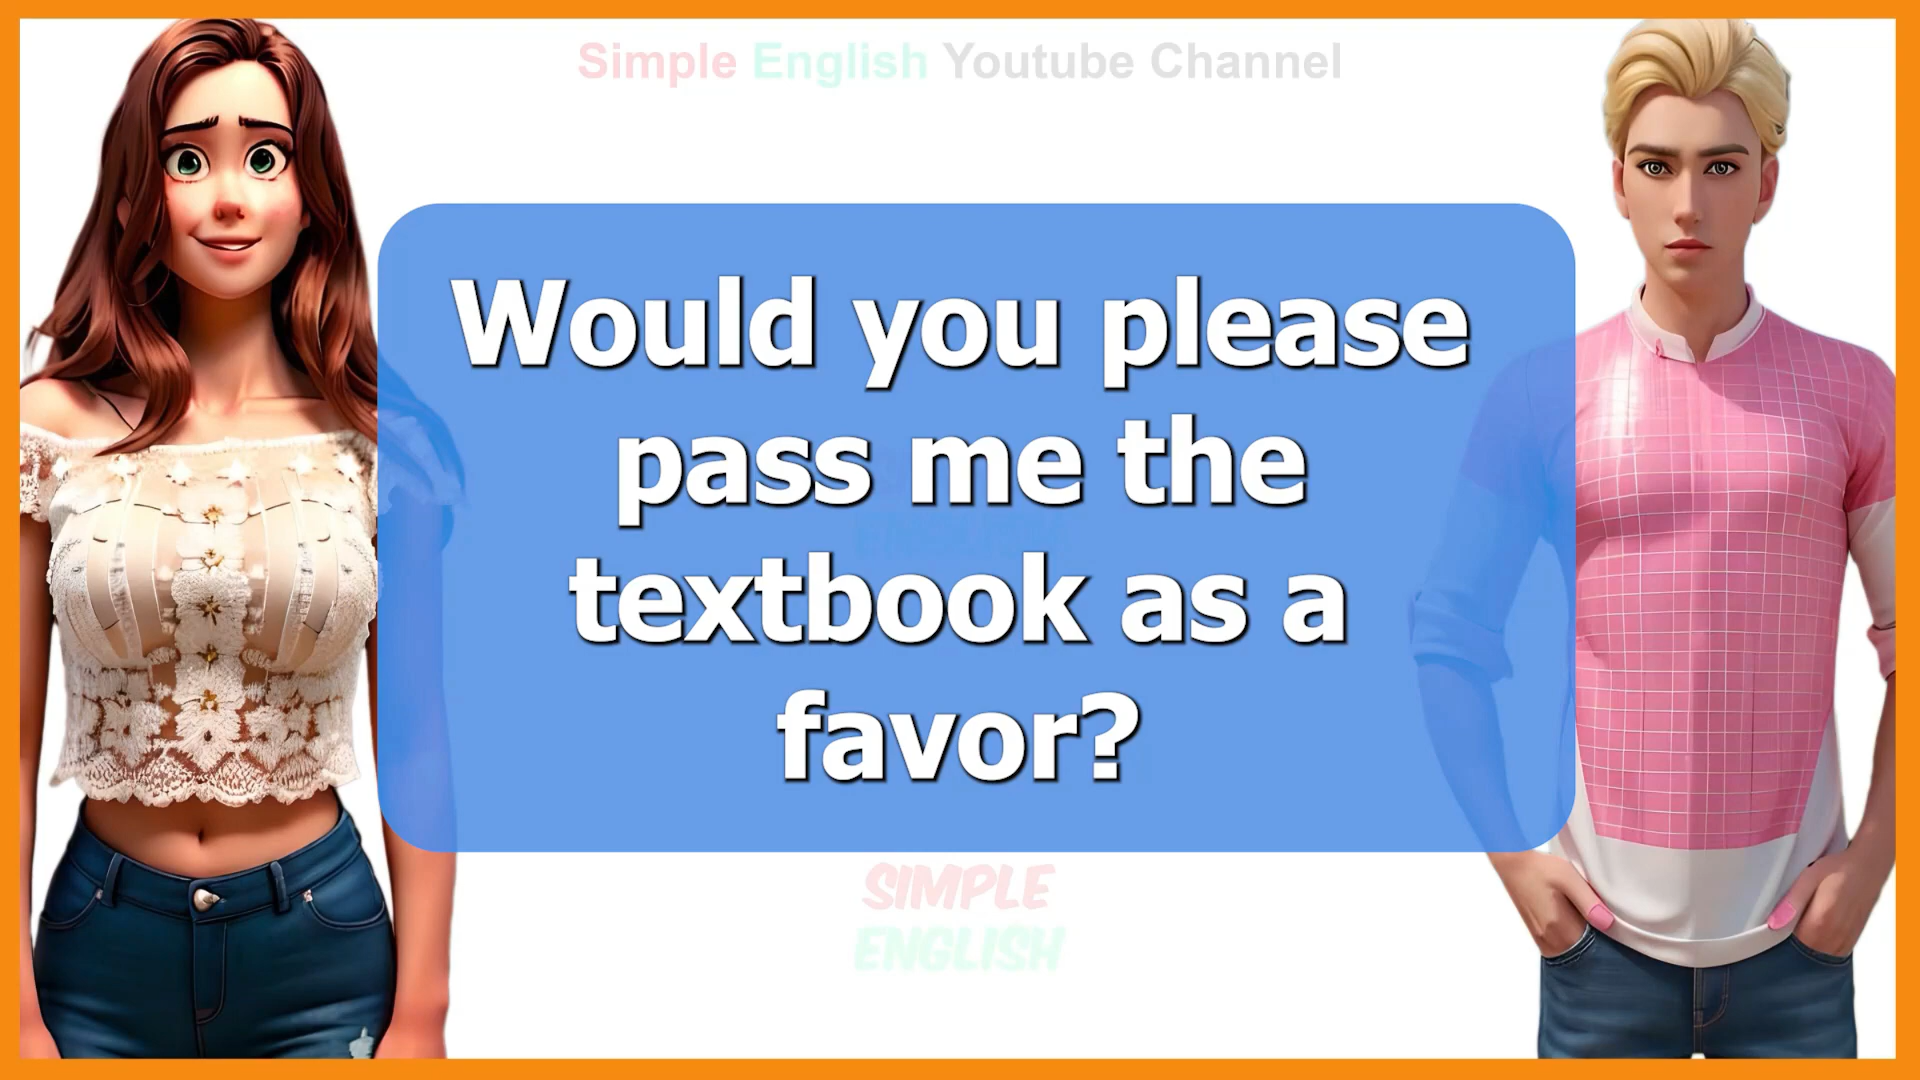 Simple English Youtube Channel
Would you please
pass me the
textbook as a
favor?
SIMPLE
ENGLISH